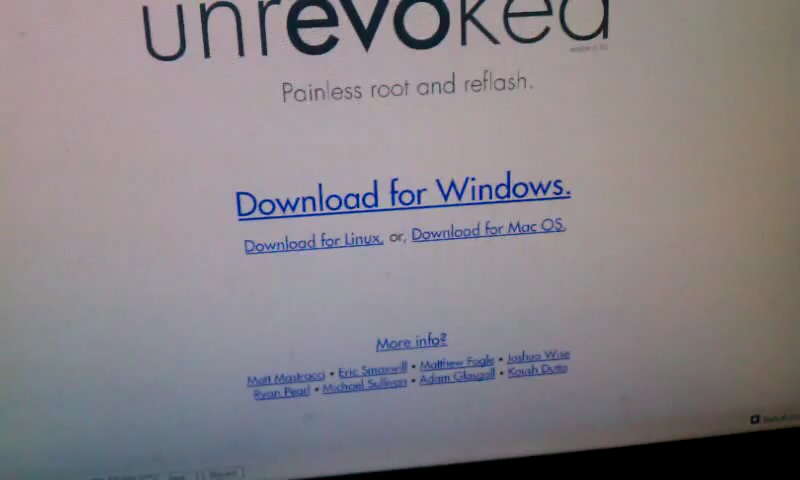 unrevoked
Painless root and reflash.
Download for Windows.
Download for Linux, or, Download for Mac OS.
More info?
Matt Mastracci • Eric Smaxwill • Matthew Fogle • Joshua Wise
Ryan Pearl • Michael Sullivan • Adam Glasgall • Koush Dutta